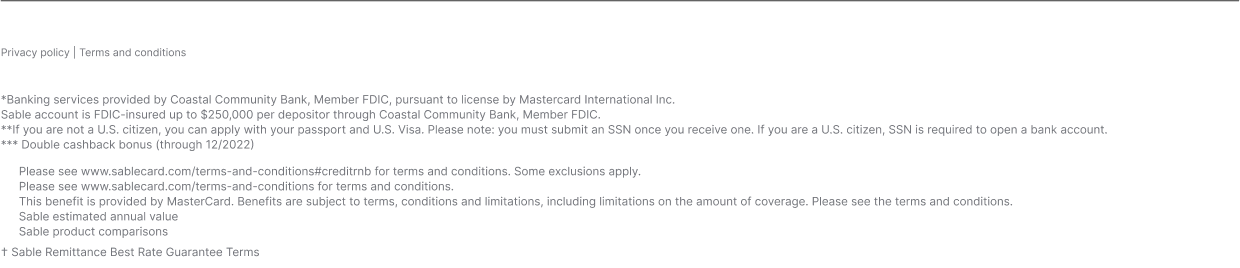 Privacy policy | Terms and conditions
*Banking services provided by Coastal Community Bank, Member FDIC, pursuant to license by Mastercard International Inc.
Sable account is FDIC-insured up to $250,000 per depositor through Coastal Community Bank, Member FDIC.
**If you are not a U.S. citizen, you can apply with your passport and U.S. Visa. Please note: you must submit an SSN once you receive one. If you are a U.S. citizen, SSN is required to open a bank account.
*** Double cashback bonus (through 12/2022)
Please see www.sablecard.com/terms-and-conditions#creditrnb for terms and conditions. Some exclusions apply.
Please see www.sablecard.com/terms-and-conditions for terms and conditions.
This benefit is provided by MasterCard. Benefits are subject to terms, conditions and limitations, including limitations on the amount of coverage. Please see the terms and conditions.
Sable estimated annual value
Sable product comparisons
† Sable Remittance Best Rate Guarantee Terms